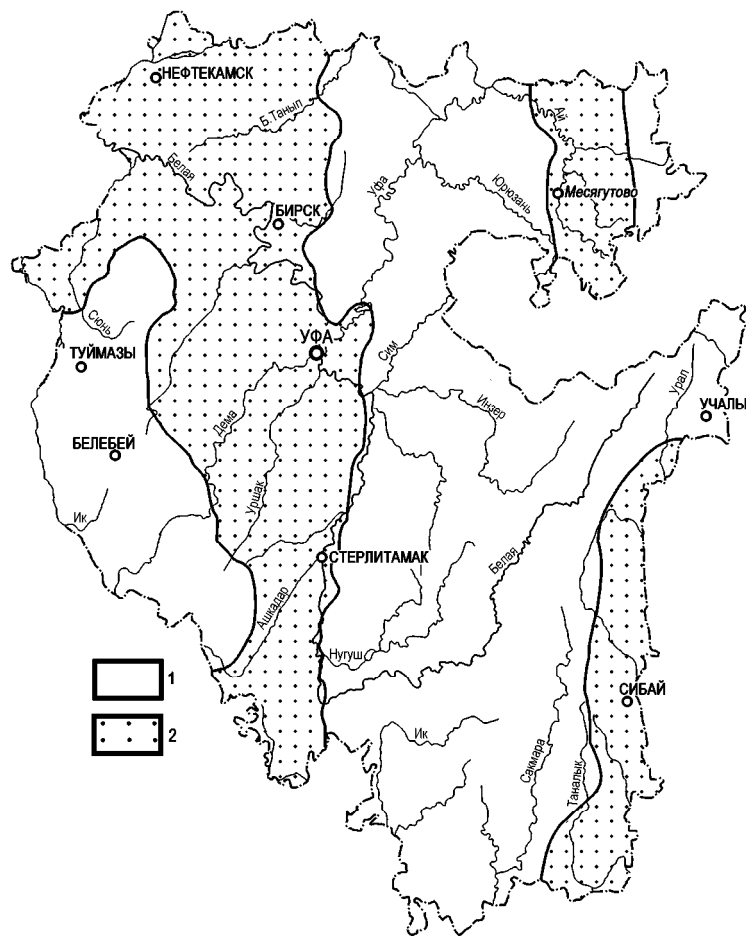 НЕФТЕКАМСК
Б.Танып
Ай
Белая
Уфа
Юрюзань
Месягутово
БИРСК
Сюнь
УФА
Сим
ТУЙМАЗЫ
Урал
Инзер
УЧАЛЫ
Дема
БЕЛЕБЕЙ
Уршак
Ик
СТЕРЛИТАМАК
Белая
Ашкадар
Нугуш
1
СИБАЙ
2
Ик
Сакмара
Таналык